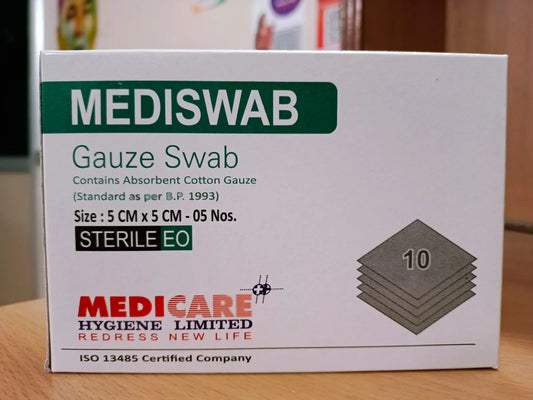 MEDISWAB
Gauze Swab
Contains Absorbent Cotton Gauze
(Standard as per B.P. 1993)
Size : 5 CM x 5 CM - 05 Nos.
STERILE EO
10
MEDICARE
HYGIENE LIMITED
REDRESS NEW LIFE
ISO 13485 Certified Company